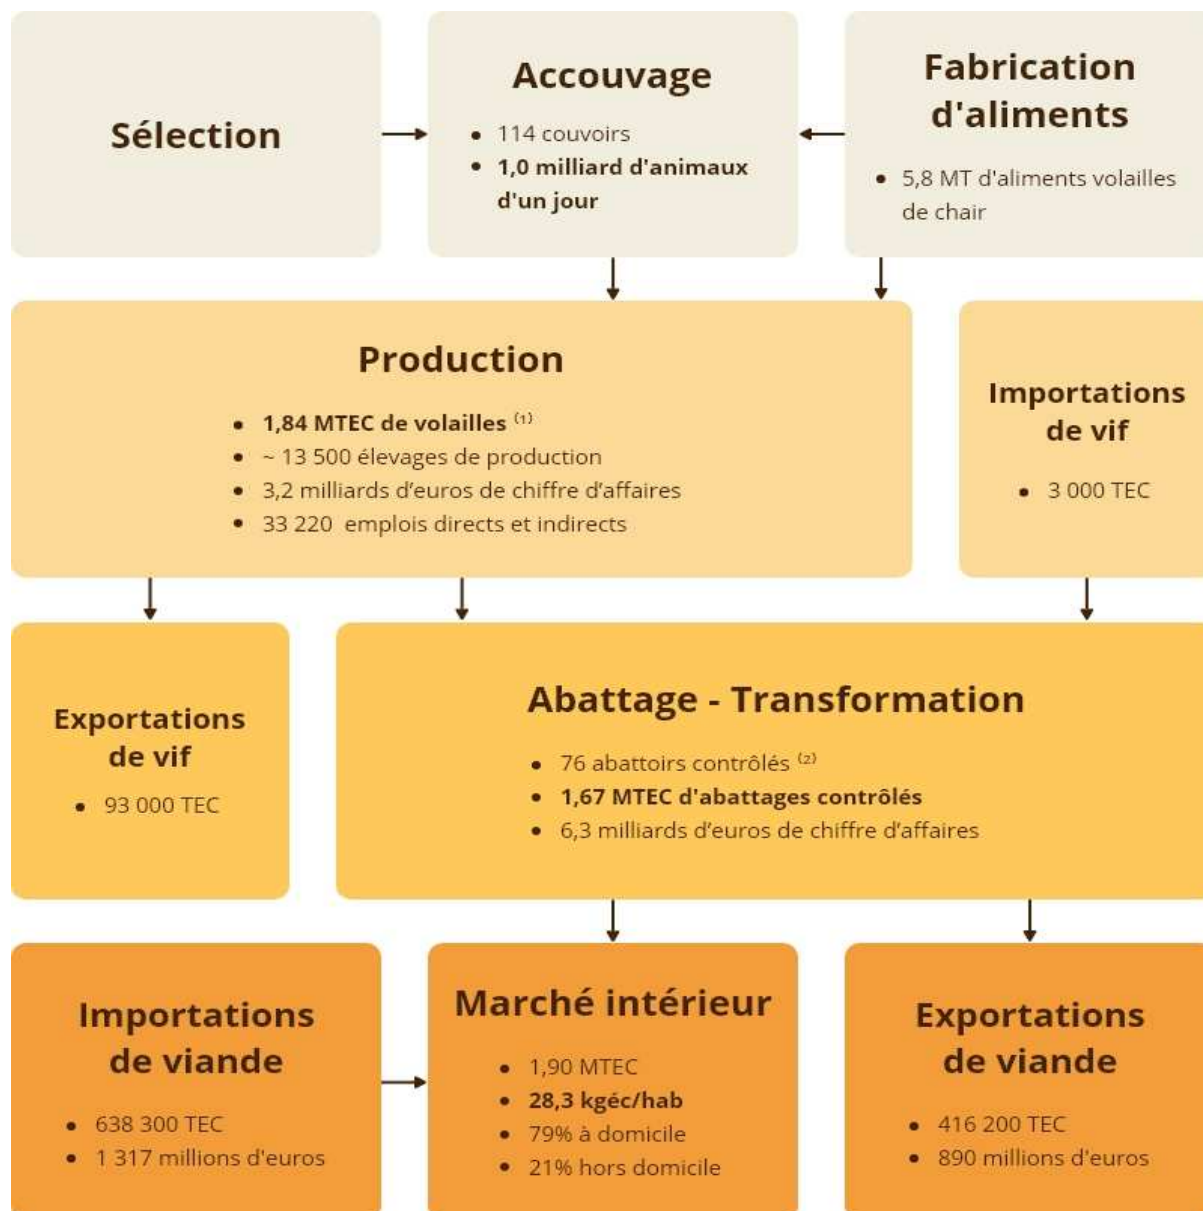 Sélection
Accouvage
• 114 couvoirs
• 1,0 milliard d'animaux
d'un jour
Fabrication
d'aliments
• 5,8 MT d'aliments volailles
de chair
Production
• 1,84 MTEC de volailles ⁽¹⁾
• ~ 13 500 élevages de production
• 3,2 milliards d’euros de chiffre d’affaires
• 33 220 emplois directs et indirects
Importations
de vif
• 3 000 TEC
Exportations
de vif
• 93 000 TEC
Abattage - Transformation
• 76 abattoirs contrôlés ⁽²⁾
• 1,67 MTEC d'abattages contrôlés
• 6,3 milliards d’euros de chiffre d’affaires
Importations
de viande
• 638 300 TEC
• 1 317 millions d'euros
Marché intérieur
• 1,90 MTEC
• 28,3 kgéc/hab
• 79% à domicile
• 21% hors domicile
Exportations
de viande
• 416 200 TEC
• 890 millions d'euros